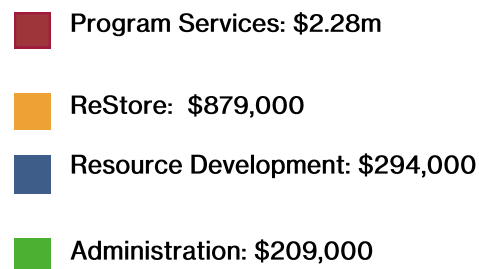 Program Services: $2.28m
ReStore:  $879,000
Resource Development: $294,000
Administration: $209,000